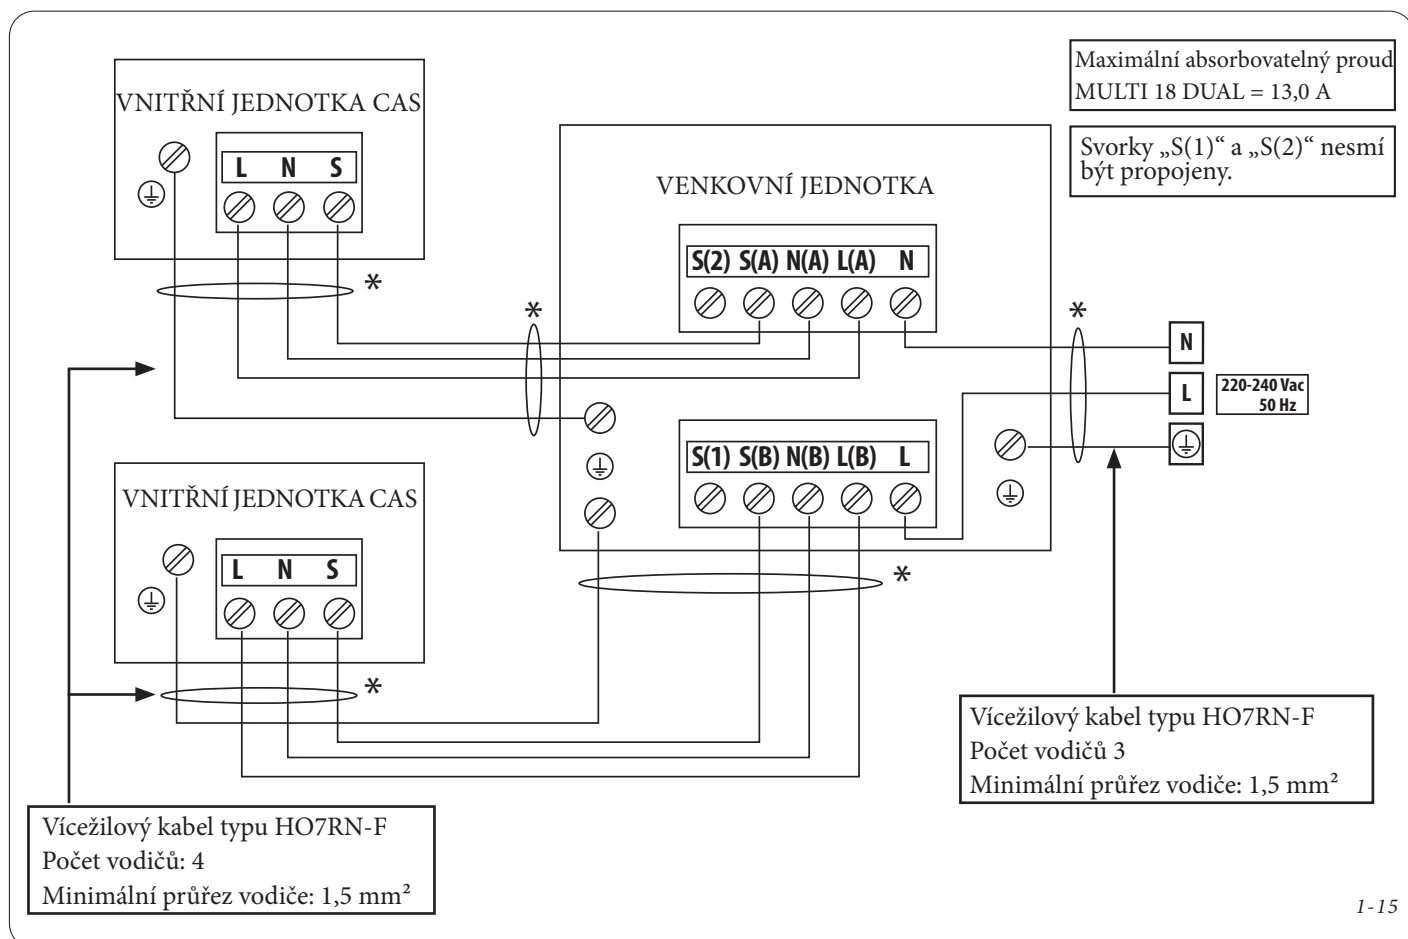 Maximální absorbovatelný proud
MULTI 18 DUAL = 13,0 A
Svorky „S(1)“ a „S(2)“ nesmí
být propojeny.
VNITŘNÍ JEDNOTKA CAS
L N S
*
VENKOVNÍ JEDNOTKA
S(2) S(A) N(A) L(A) N
*
*
N
L
220-240 Vac
50 Hz
S(1) S(B) N(B) L(B) L
*
VNITŘNÍ JEDNOTKA CAS
L N S
*
Vícežilový kabel typu HO7RN-F
Počet vodičů 3
Minimální průřez vodiče: 1,5 mm²
Vícežilový kabel typu HO7RN-F
Počet vodičů: 4
Minimální průřez vodiče: 1,5 mm²
1-15